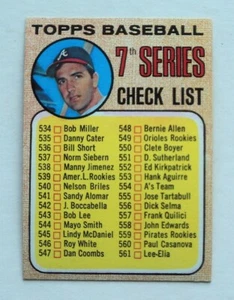 TOPPS BASEBALL
7th SERIES
CHECK LIST
534 Bob Miller
535 Danny Cater
536 Bill Short
537 Norm Siebern
538 Manny Jimenez
539 Amer.L. Rookies
540 Nelson Briles
541 Sandy Alomar
542 J. Boccabella
543 Bob Lee
544 Mayo Smith
545 Lindy McDaniel
546 Roy White
547 Dan Coombs
548 Bernie Allen
549 Orioles Rookies
550 Clete Boyer
551 D. Sutherland
552 Ed Kirkpatrick
553 Hank Aguirre
554 A's Team
555 Jose Tartabull
556 Dick Selma
557 Frank Quilici
558 John Edwards
559 Pirates Rookies
560 Paul Casanova
561 Lee-Elia